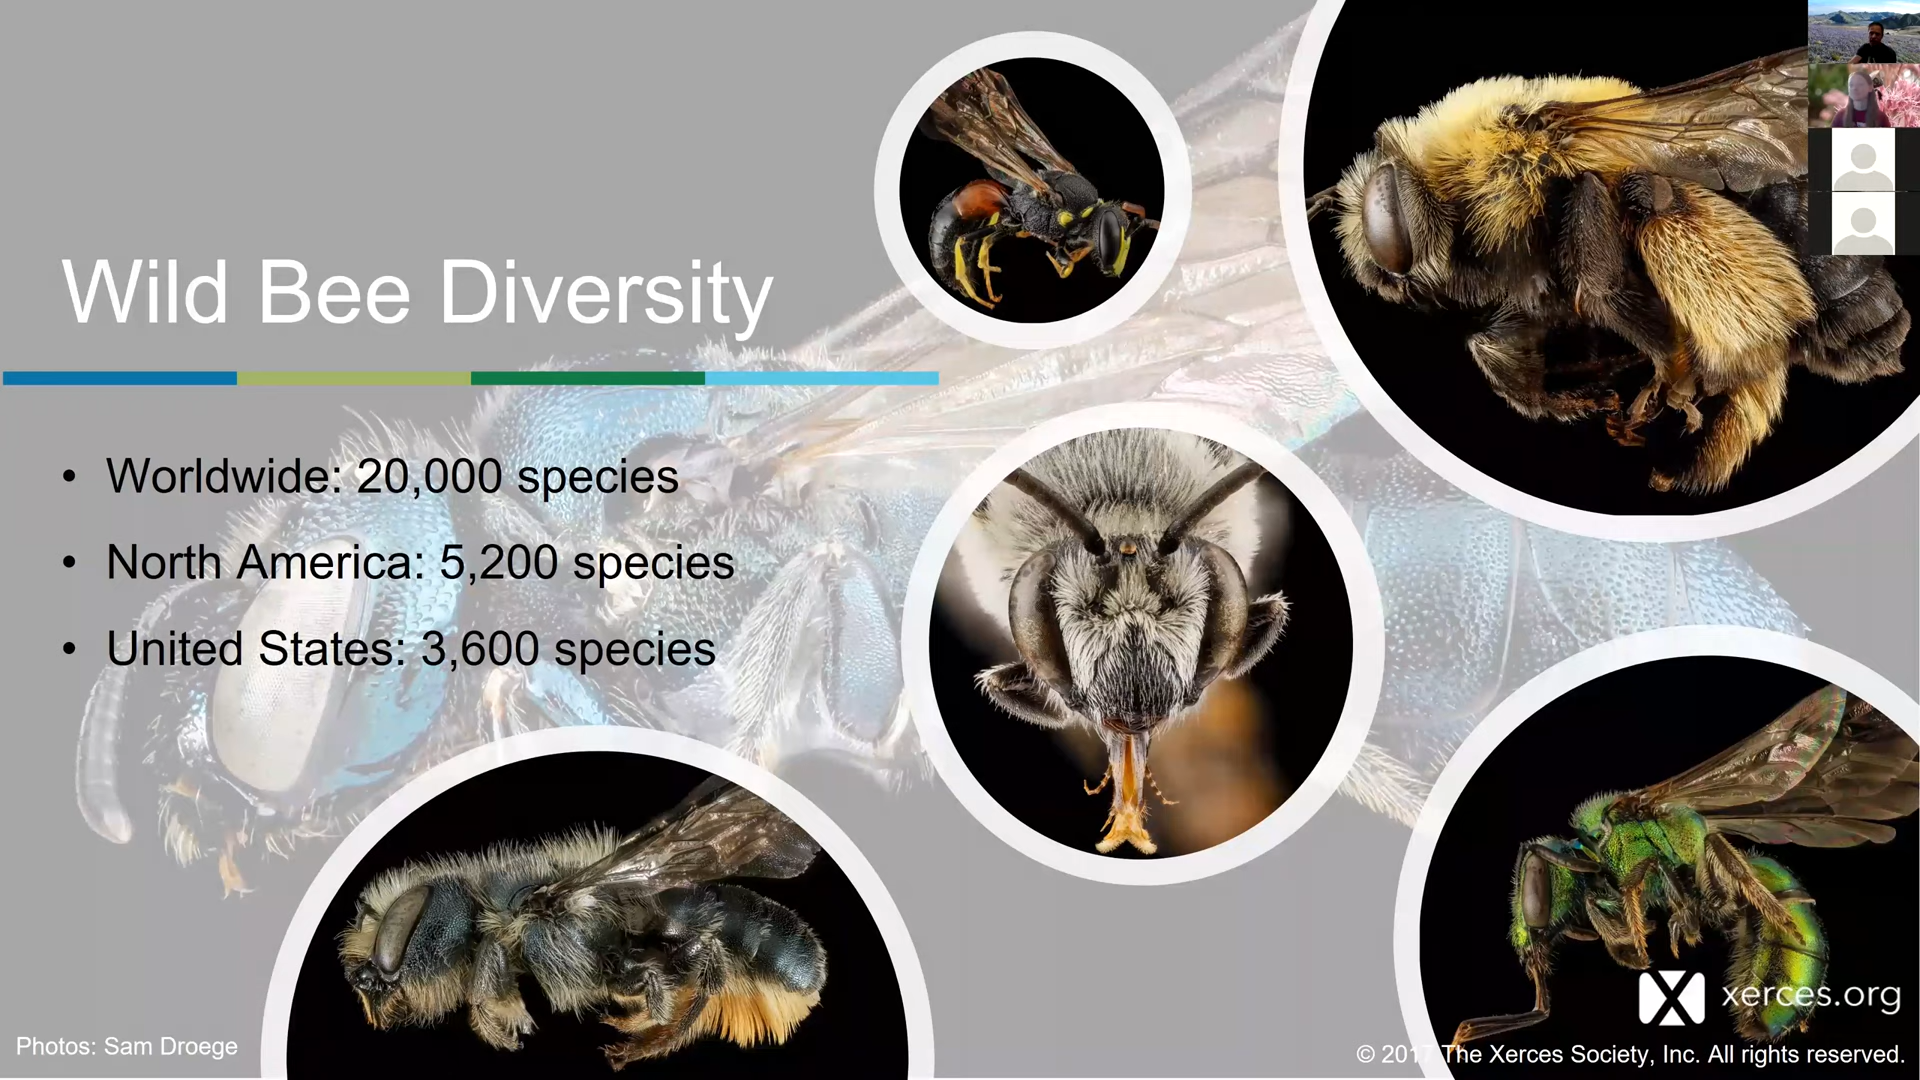 Wild Bee Diversity
• Worldwide: 20,000 species
• North America: 5,200 species
• United States: 3,600 species
Photos: Sam Droege
xerces.org
© 2017 The Xerces Society, Inc. All rights reserved.